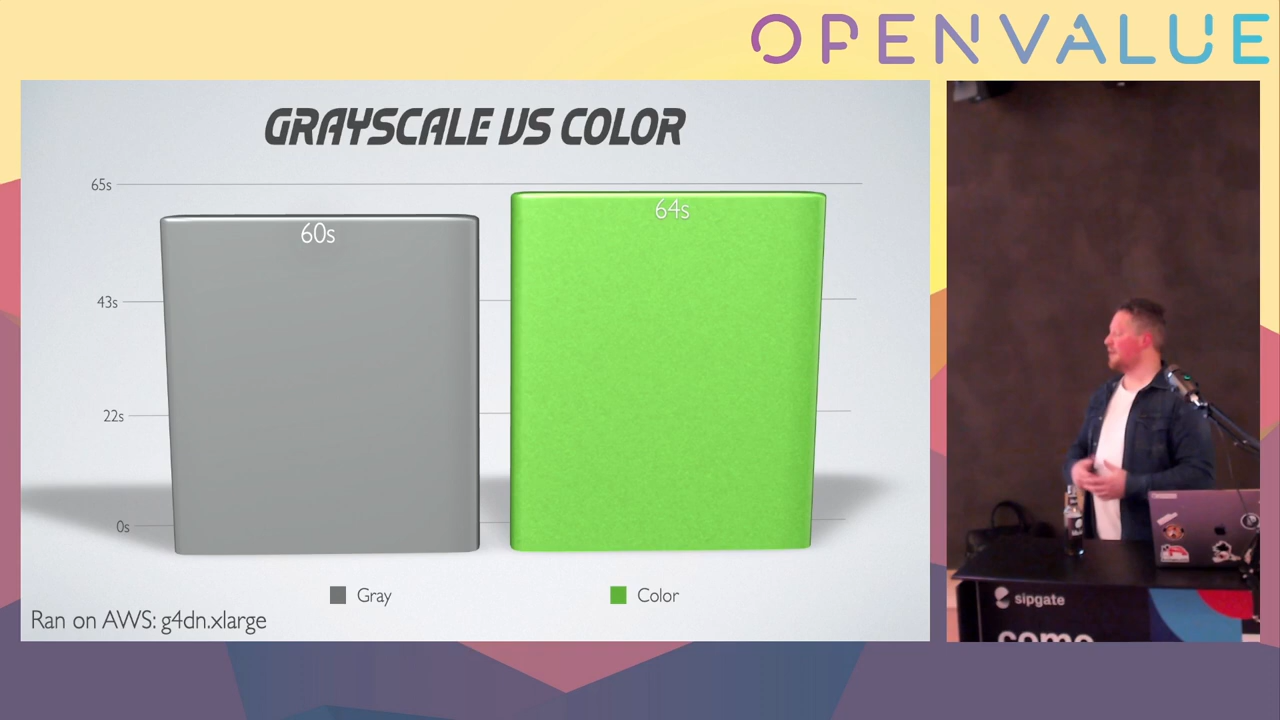 OPENVALUE
GRAYSCALE VS COLOR
65s
64s
60s
43s
22s
0s
Gray
Color
Ran on AWS: g4dn.xlarge
sipgate